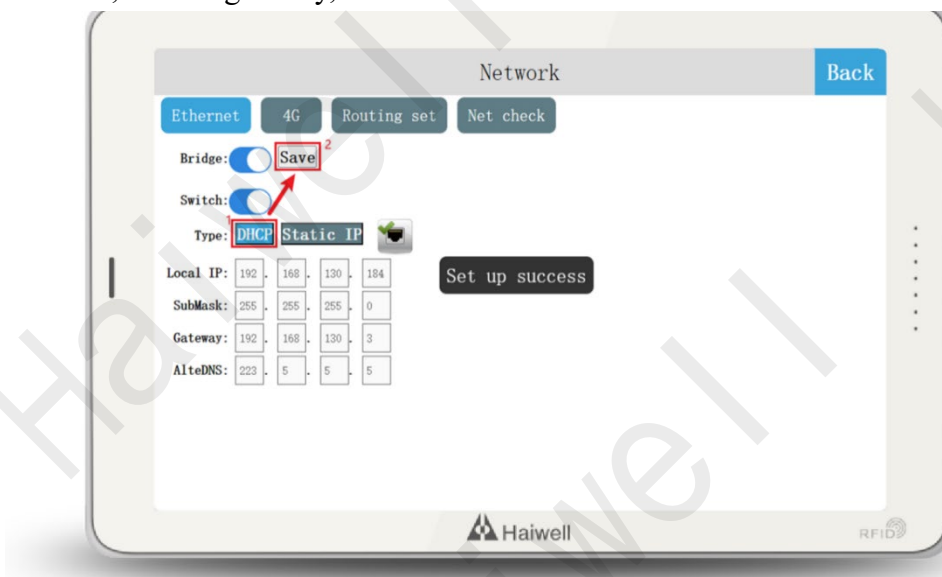 Network
Back
Ethernet 4G Routing set Net check
Bridge: Save 2
Switch:
1
Type: DHCP Static IP
Local IP: 192 . 168 . 130 . 184
Set up success
SubMask: 255 . 255 . 255 . 0
Gateway: 192 . 168 . 130 . 3
AlteDNS: 223 . 5 . 5 . 5
Haiwell
RFID
Haiwell
Haiwell